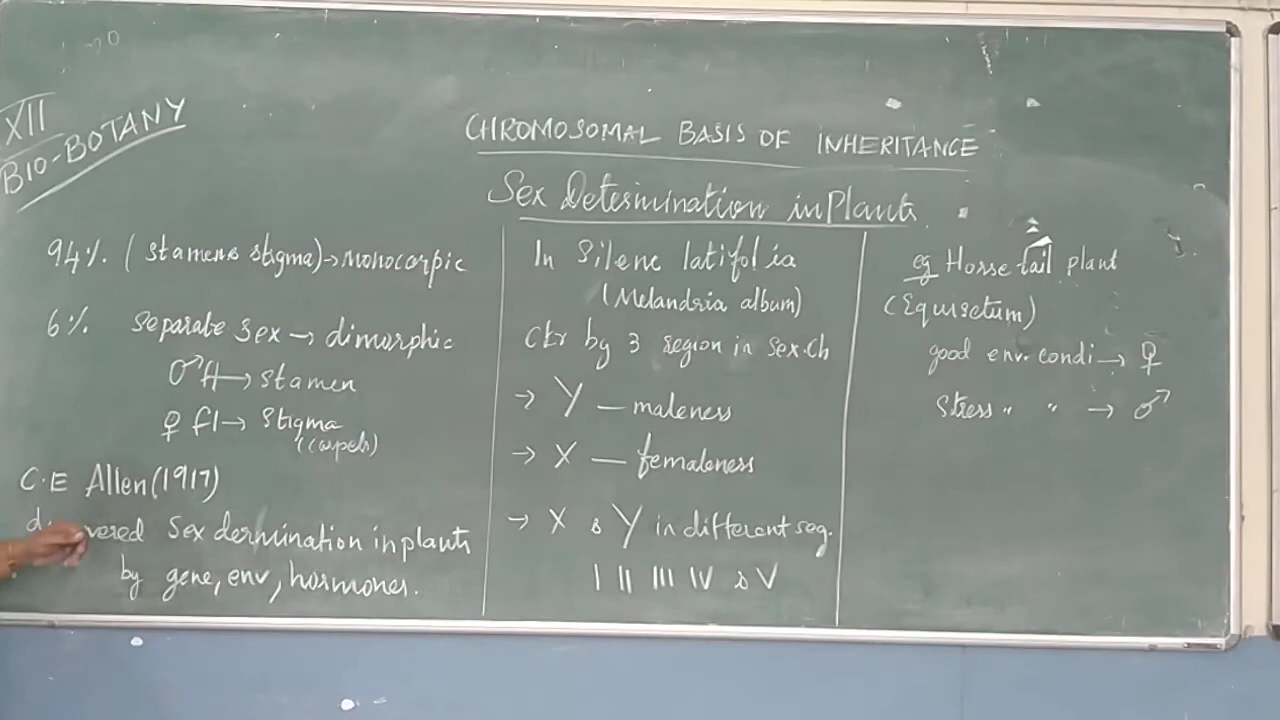 XII
BIO-BOTANY
CHROMOSOMAL BASIS OF INHERITANCE
Sex Determination in Plants
94%. (stamens stigma) → monocorpic
6%. Separate sex → dimorphic
♂ fl → stamen
♀ fl → stigma
(carpels)
C.E Allen (1917)
vered Sex dermination in plants
by gene, env, hormones.
In Silene latifolia
(Melandria album)
Ctr by 3 region in Sex.Ch
→ Y — maleness
→ X — femaleness
→ X & Y in different seg.
I II III IV & V
eg Horse tail plant
(Equisetum)
good env. condi → ♀
Stress " " → ♂